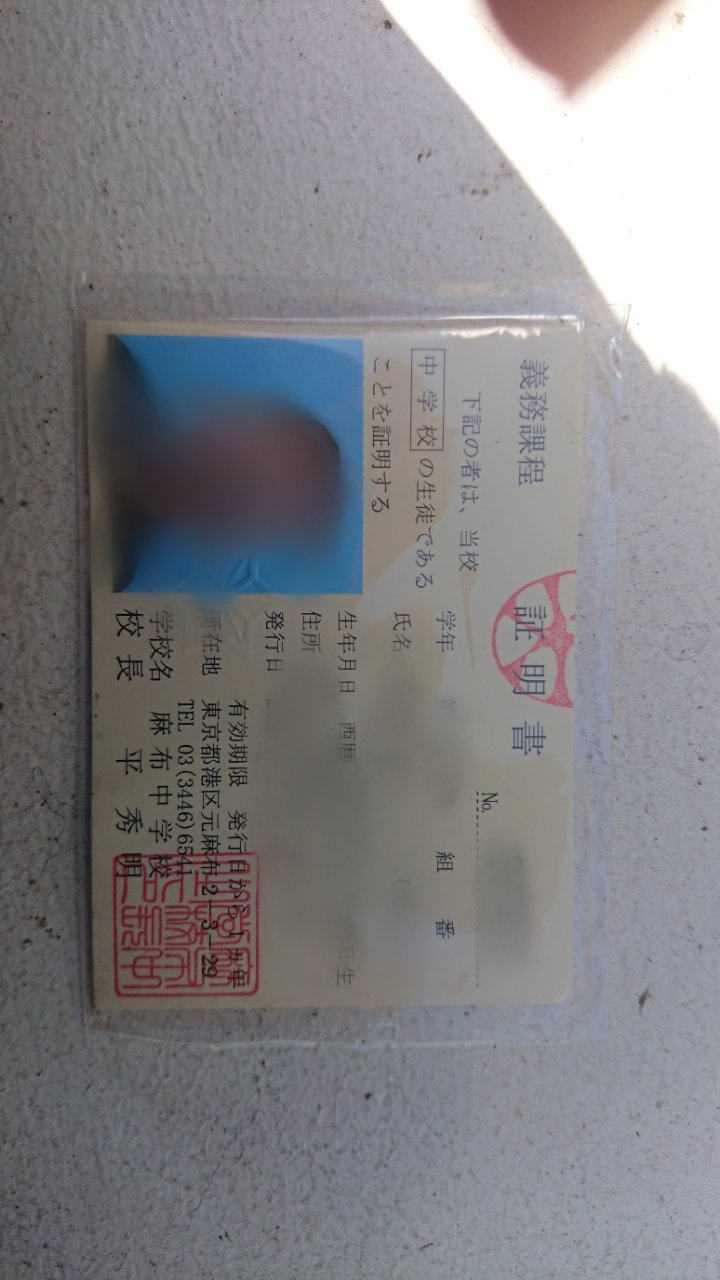 証明書
義務課程
No.
下記の者は、当校
中学校の生徒である
ことを証明する
学年 組 番
氏名
生年月日 西暦 日生
住所
発行日
有効期限 発行日から1カ年
所在地 東京都港区元麻布2-3-29
TEL 03(3446)6541
学校名 麻布中学校
校長 平秀明